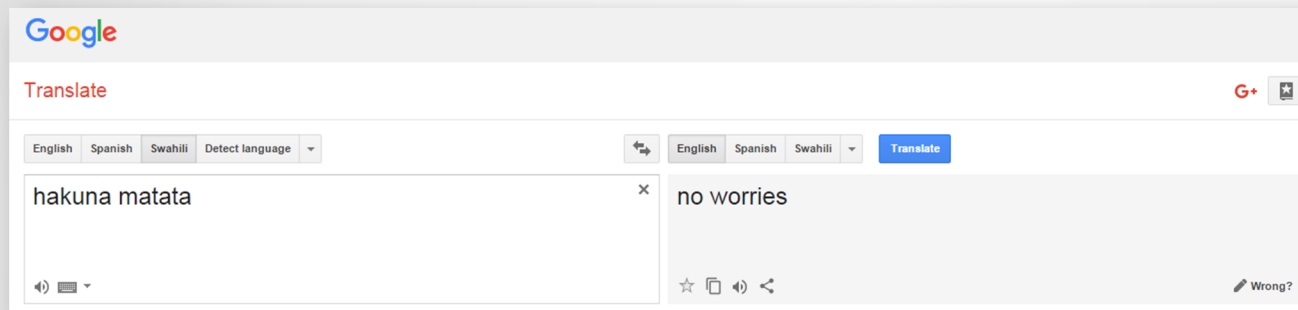 Google
Translate
G+
English Spanish Swahili Detect language
English Spanish Swahili Translate
hakuna matata
no worries
Wrong?